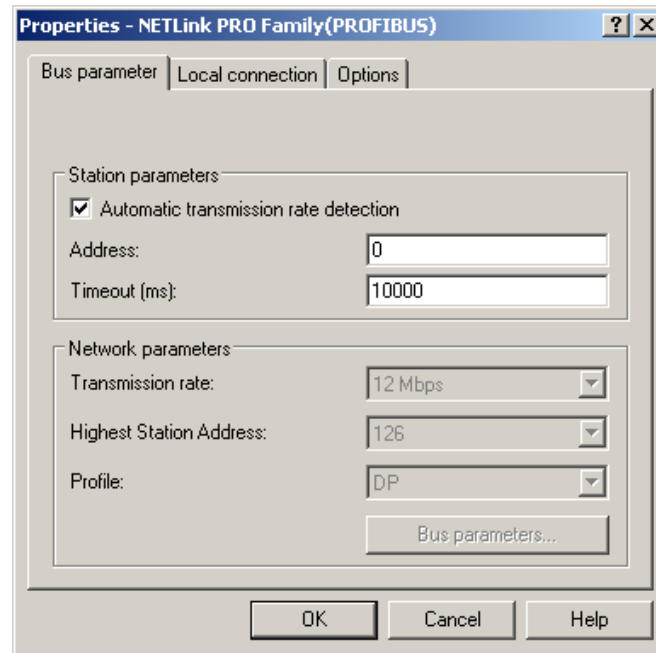 Properties - NETLink PRO Family(PROFIBUS)
Bus parameter Local connection Options
Station parameters
Automatic transmission rate detection
Address: 0
Timeout (ms): 10000
Network parameters
Transmission rate: 12 Mbps
Highest Station Address: 126
Profile: DP
Bus parameters...
OK Cancel Help